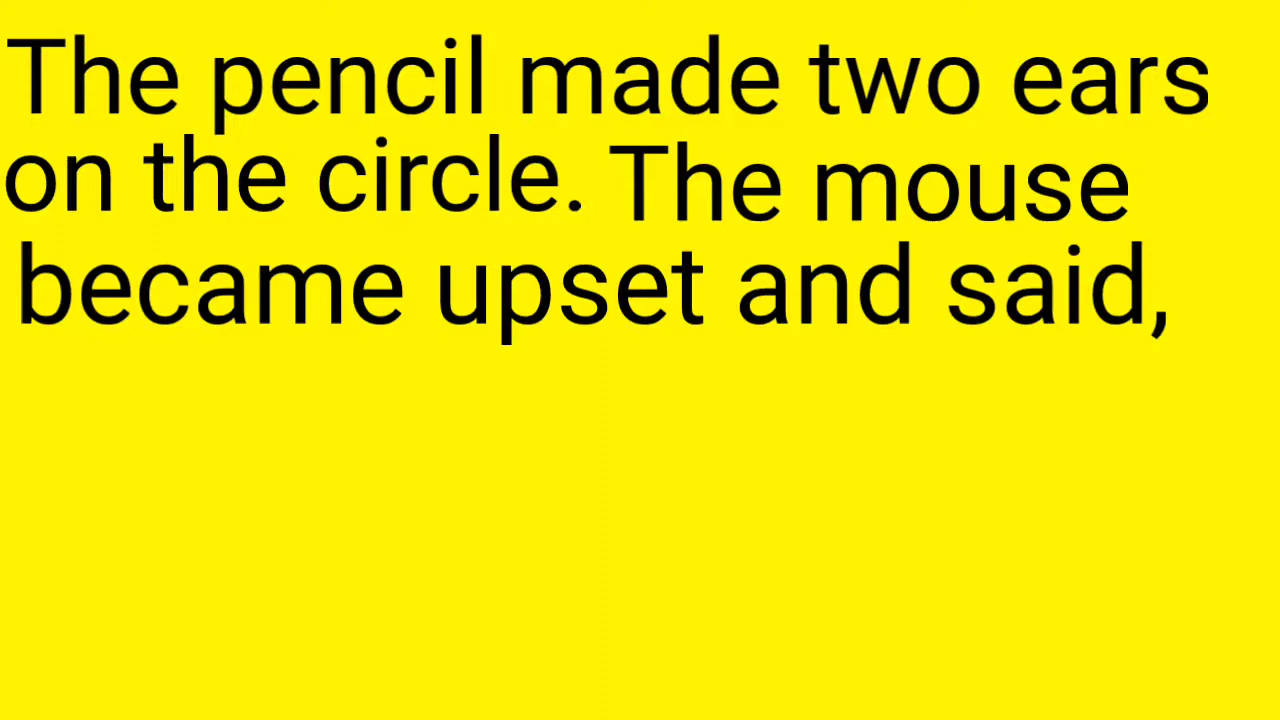 The pencil made two ears
on the circle. The mouse
became upset and said,